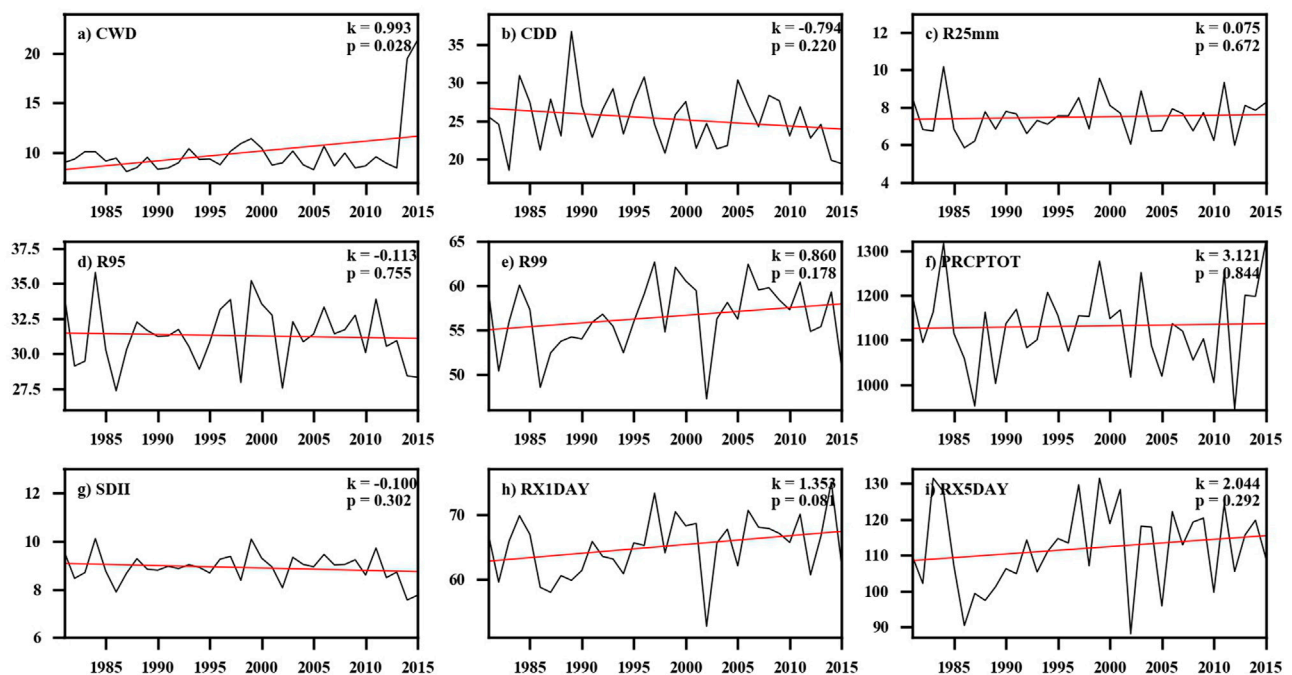 a) CWD
k = 0.993
p = 0.028
20
15
10
1985 1990 1995 2000 2005 2010 2015
b) CDD
k = -0.794
p = 0.220
35
30
25
20
1985 1990 1995 2000 2005 2010 2015
c) R25mm
k = 0.075
p = 0.672
12
10
8
6
4
1985 1990 1995 2000 2005 2010 2015
d) R95
k = -0.113
p = 0.755
37.5
35.0
32.5
30.0
27.5
1985 1990 1995 2000 2005 2010 2015
e) R99
k = 0.860
p = 0.178
65
60
55
50
1985 1990 1995 2000 2005 2010 2015
f) PRCPTOT
k = 3.121
p = 0.844
1300
1200
1100
1000
1985 1990 1995 2000 2005 2010 2015
g) SDII
k = -0.100
p = 0.302
12
10
8
6
1985 1990 1995 2000 2005 2010 2015
h) RX1DAY
k = 1.353
p = 0.081
70
60
1985 1990 1995 2000 2005 2010 2015
i) RX5DAY
k = 2.044
p = 0.292
130
120
110
100
90
1985 1990 1995 2000 2005 2010 2015